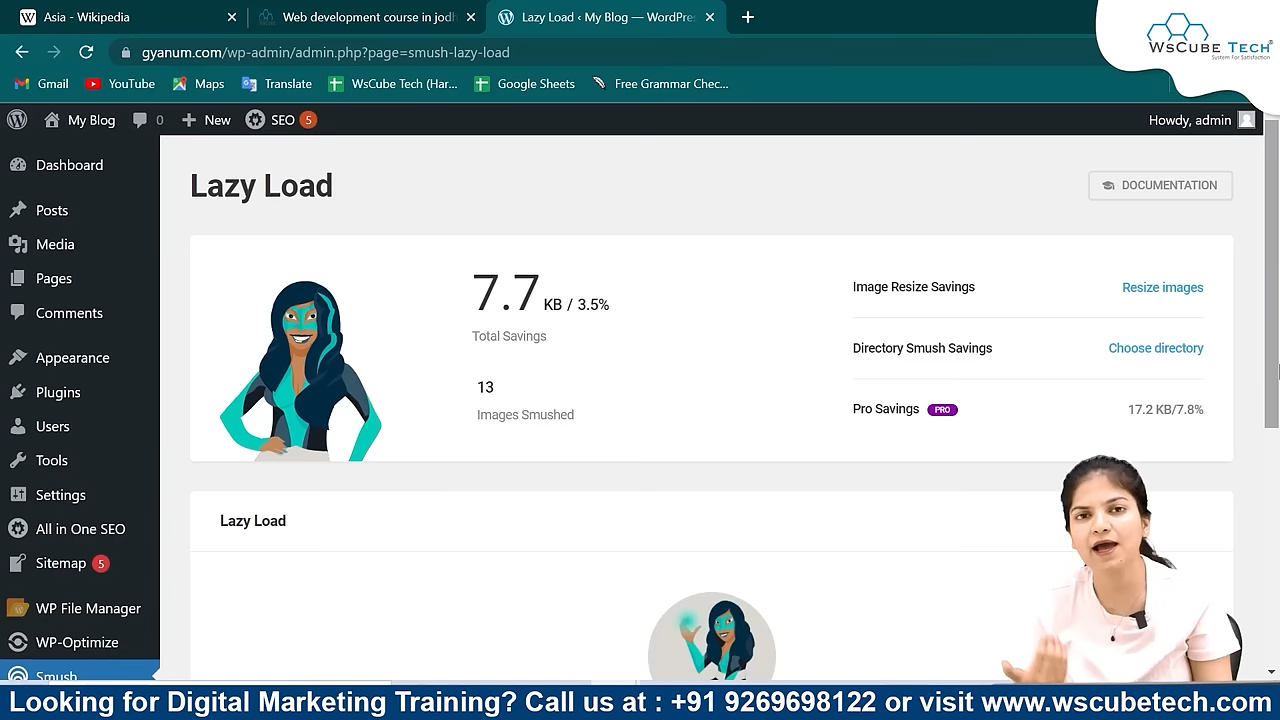 Asia - Wikipedia
Web development course in jodh
Lazy Load ‹ My Blog — WordPre
WsCube Tech
System For Satisfaction
gyanum.com/wp-admin/admin.php?page=smush-lazy-load
Gmail YouTube Maps Translate WsCube Tech (Har... Google Sheets Free Grammar Chec...
My Blog 0 New SEO 5 Howdy, admin
Dashboard
Posts
Media
Pages
Comments
Appearance
Plugins
Users
Tools
Settings
All in One SEO
Sitemap 5
WP File Manager
WP-Optimize
Smush
Lazy Load
DOCUMENTATION
7.7 KB / 3.5%
Total Savings
13
Images Smushed
Image Resize Savings Resize images
Directory Smush Savings Choose directory
Pro Savings PRO 17.2 KB/7.8%
Lazy Load
Looking for Digital Marketing Training? Call us at : +91 9269698122 or visit www.wscubetech.com